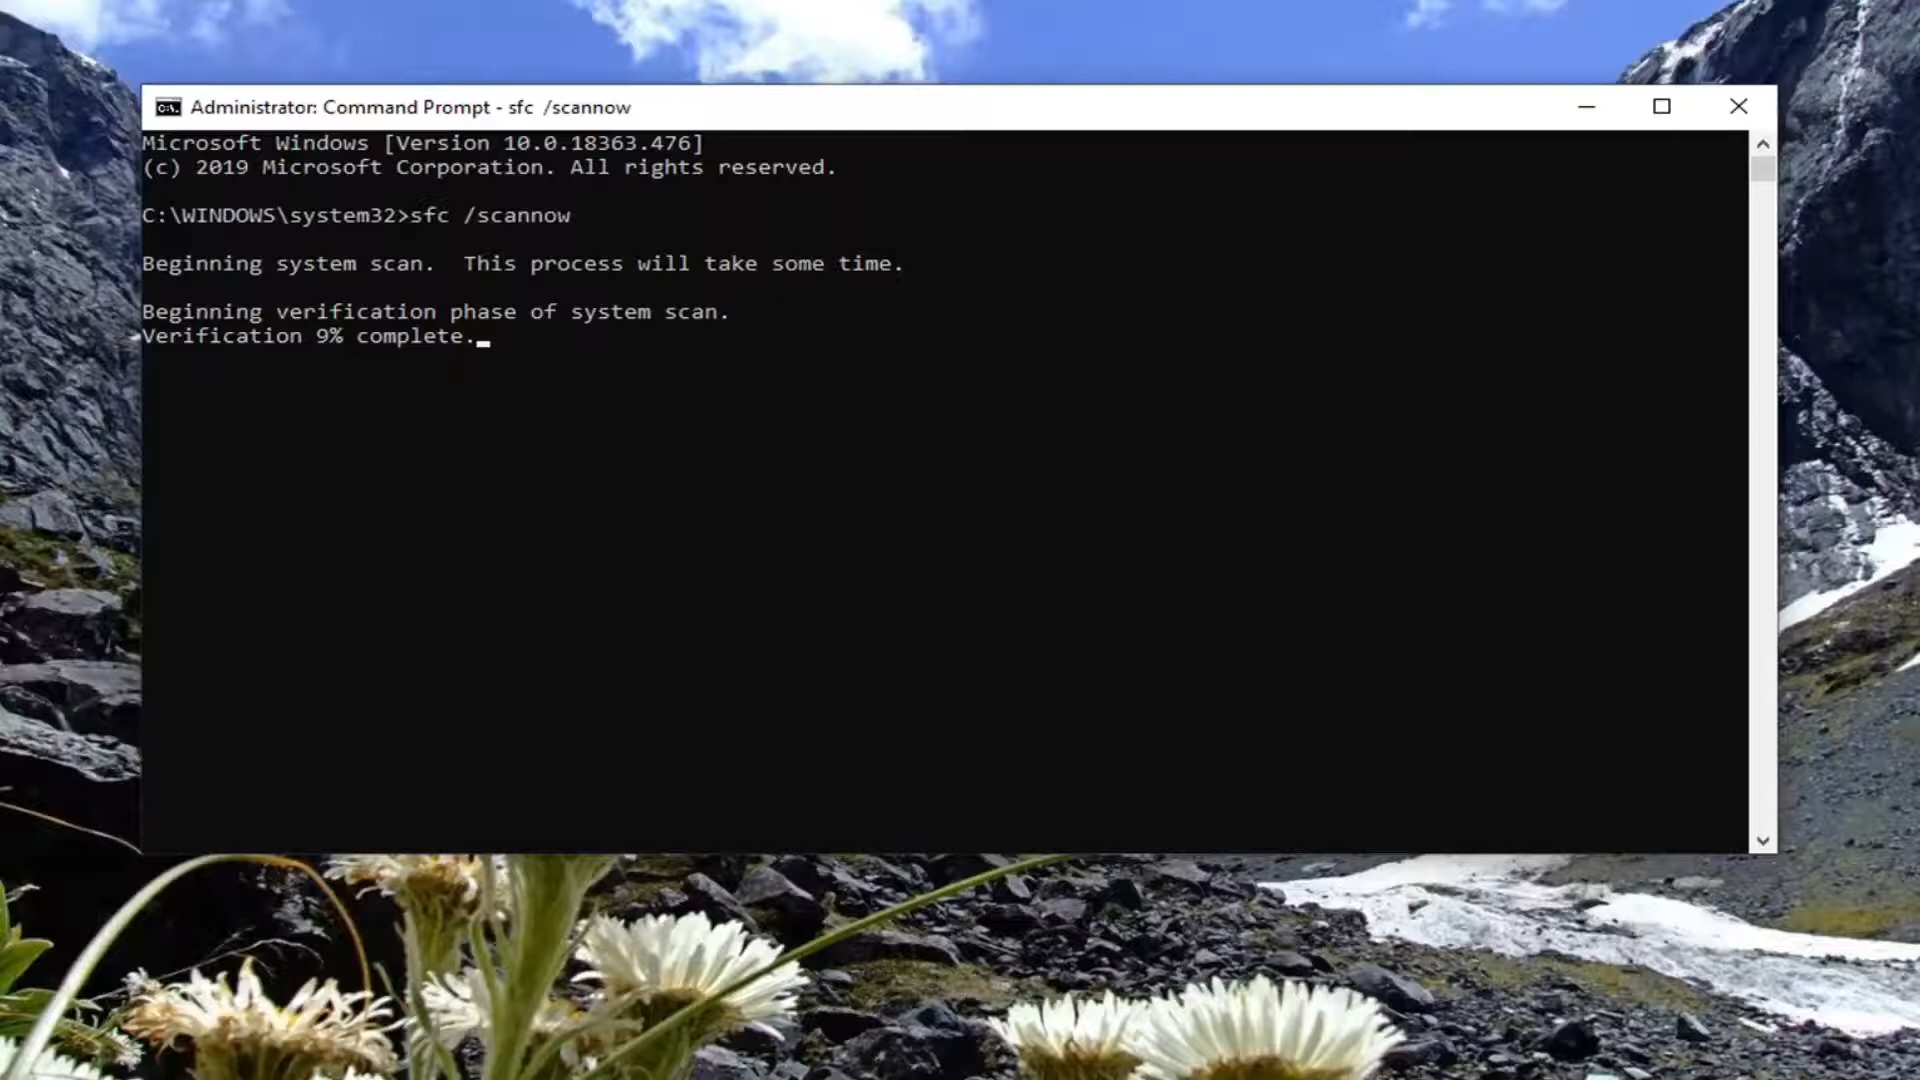 Administrator: Command Prompt - sfc  /scannow
Microsoft Windows [Version 10.0.18363.476]
(c) 2019 Microsoft Corporation. All rights reserved.
C:\WINDOWS\system32>sfc /scannow
Beginning system scan.  This process will take some time.
Beginning verification phase of system scan.
Verification 9% complete.